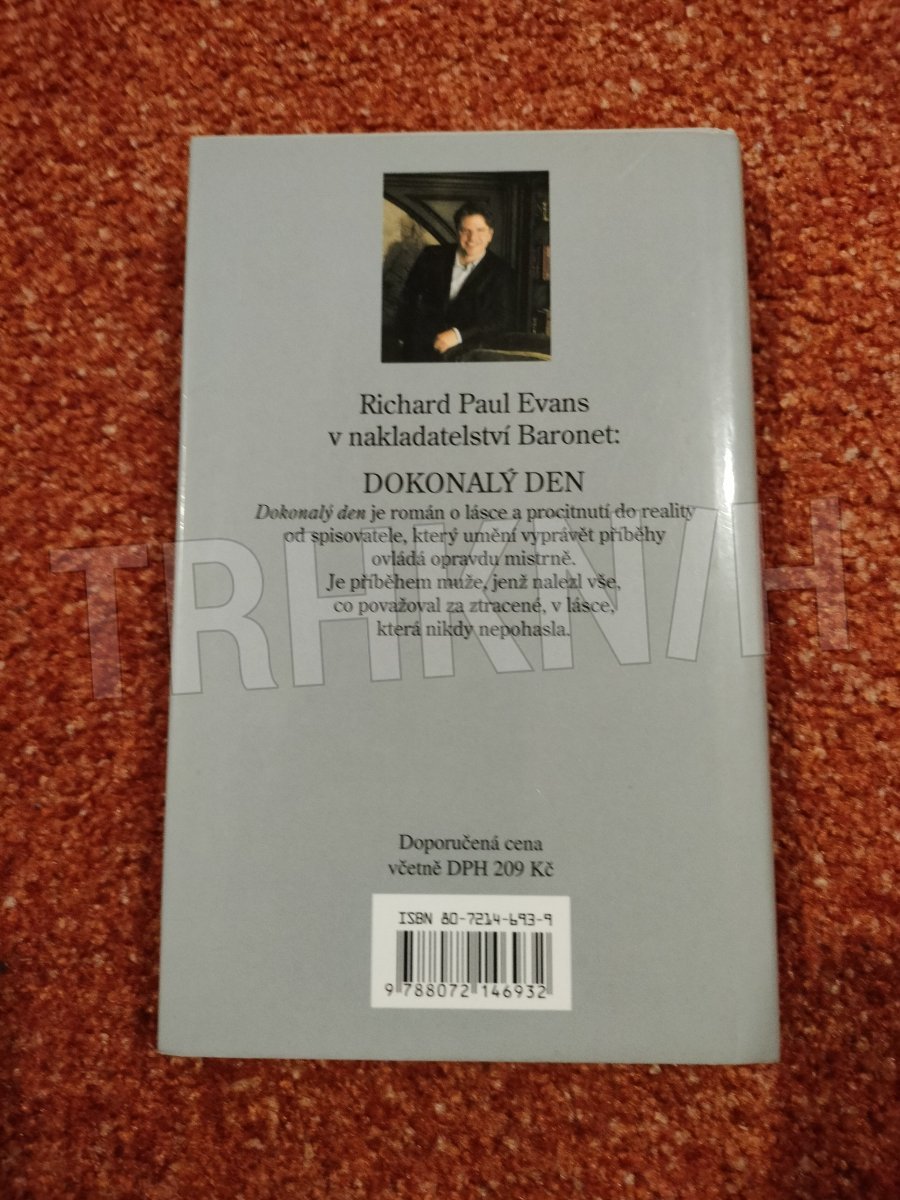 Richard Paul Evans
v nakladatelství Baronet:
DOKONALÝ DEN
Dokonalý den je román o lásce a procitnutí do reality
od spisovatele, který umění vyprávět příběhy
ovládá opravdu mistrně.
Je příběhem muže, jenž nalezl vše,
co považoval za ztracené, v lásce,
která nikdy nepohasla.
TRHKNIH
Doporučená cena
včetně DPH 209 Kč
ISBN 80-7214-693-9
9 788072 146932